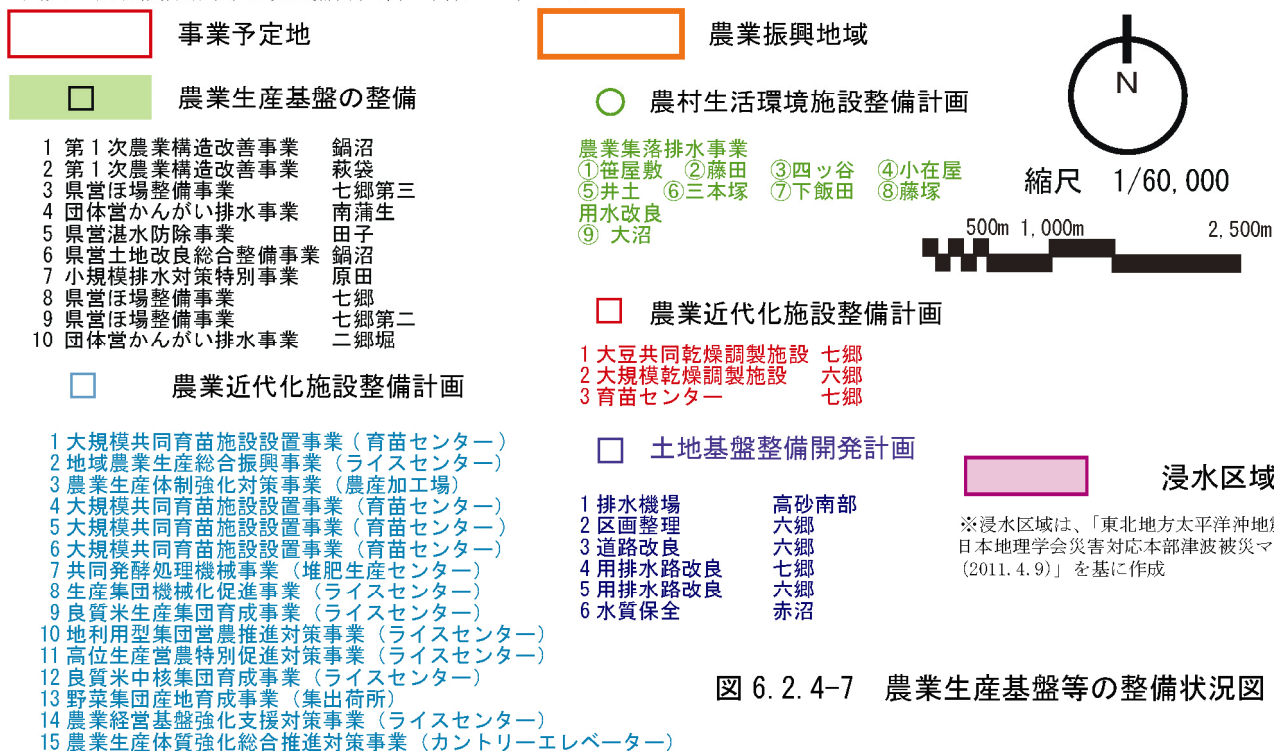 事業予定地
農業振興地域
農業生産基盤の整備
1 第1次農業構造改善事業 鍋沼
2 第1次農業構造改善事業 萩袋
3 県営ほ場整備事業 七郷第三
4 団体営かんがい排水事業 南蒲生
5 県営湛水防除事業 田子
6 県営土地改良総合整備事業 鍋沼
7 小規模排水対策特別事業 原田
8 県営ほ場整備事業 七郷
9 県営ほ場整備事業 七郷第二
10 団体営かんがい排水事業 二郷堀
農業近代化施設整備計画
1 大規模共同育苗施設設置事業(育苗センター)
2 地域農業生産総合振興事業(ライスセンター)
3 農業生産体制強化対策事業(農産加工場)
4 大規模共同育苗施設設置事業(育苗センター)
5 大規模共同育苗施設設置事業(育苗センター)
6 大規模共同育苗施設設置事業(育苗センター)
7 共同発酵処理機械事業(堆肥生産センター)
8 生産集団機械化促進事業(ライスセンター)
9 良質米生産集団育成事業(ライスセンター)
10 地利用型集団営農推進対策事業(ライスセンター)
11 高位生産営農特別促進対策事業(ライスセンター)
12 良質米中核集団育成事業(ライスセンター)
13 野菜集団産地育成事業(集出荷所)
14 農業経営基盤強化支援対策事業(ライスセンター)
15 農業生産体質強化総合推進対策事業(カントリーエレベーター)
農村生活環境施設整備計画
農業集落排水事業
①笹屋敷 ②藤田 ③四ッ谷 ④小在屋
⑤井土 ⑥三本塚 ⑦下飯田 ⑧藤塚
用水改良
⑨ 大沼
農業近代化施設整備計画
1 大豆共同乾燥調製施設 七郷
2 大規模乾燥調製施設 六郷
3 育苗センター 七郷
土地基盤整備開発計画
1 排水機場 高砂南部
2 区画整理 六郷
3 道路改良 六郷
4 用排水路改良 七郷
5 用排水路改良 六郷
6 水質保全 赤沼
N
縮尺 1/60,000
500m 1,000m 2,500m
浸水区域
※浸水区域は、「東北地方太平洋沖地
日本地理学会災害対応本部津波被災マ
(2011.4.9)」を基に作成
図 6.2.4-7 農業生産基盤等の整備状況図